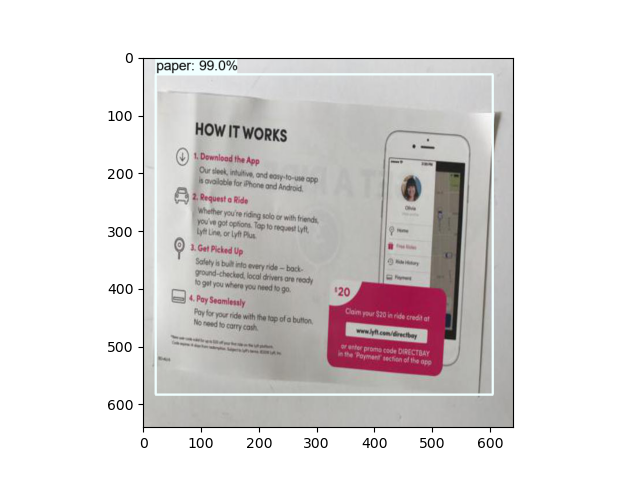 paper: 99.0%
HOW IT WORKS
1. Download the App
Our sleek, intuitive, and easy-to-use app
is available for iPhone and Android.
2. Request a Ride
Whether you're riding solo or with friends,
you've got options. Tap to request Lyft,
Lyft Line, or Lyft Plus.
3. Get Picked Up
Safety is built into every ride — back-
ground-checked, local drivers are ready
to get you where you need to go.
4. Pay Seamlessly
Pay for your ride with the tap of a button.
No need to carry cash.
Olivia
Home
Free Rides
Ride History
Payment
$20
Claim your $20 in ride credit at
www.lyft.com/directbay
or enter promo code DIRECTBAY
in the 'Payment' section of the app
0
100
200
300
400
500
600
0 100 200 300 400 500 600